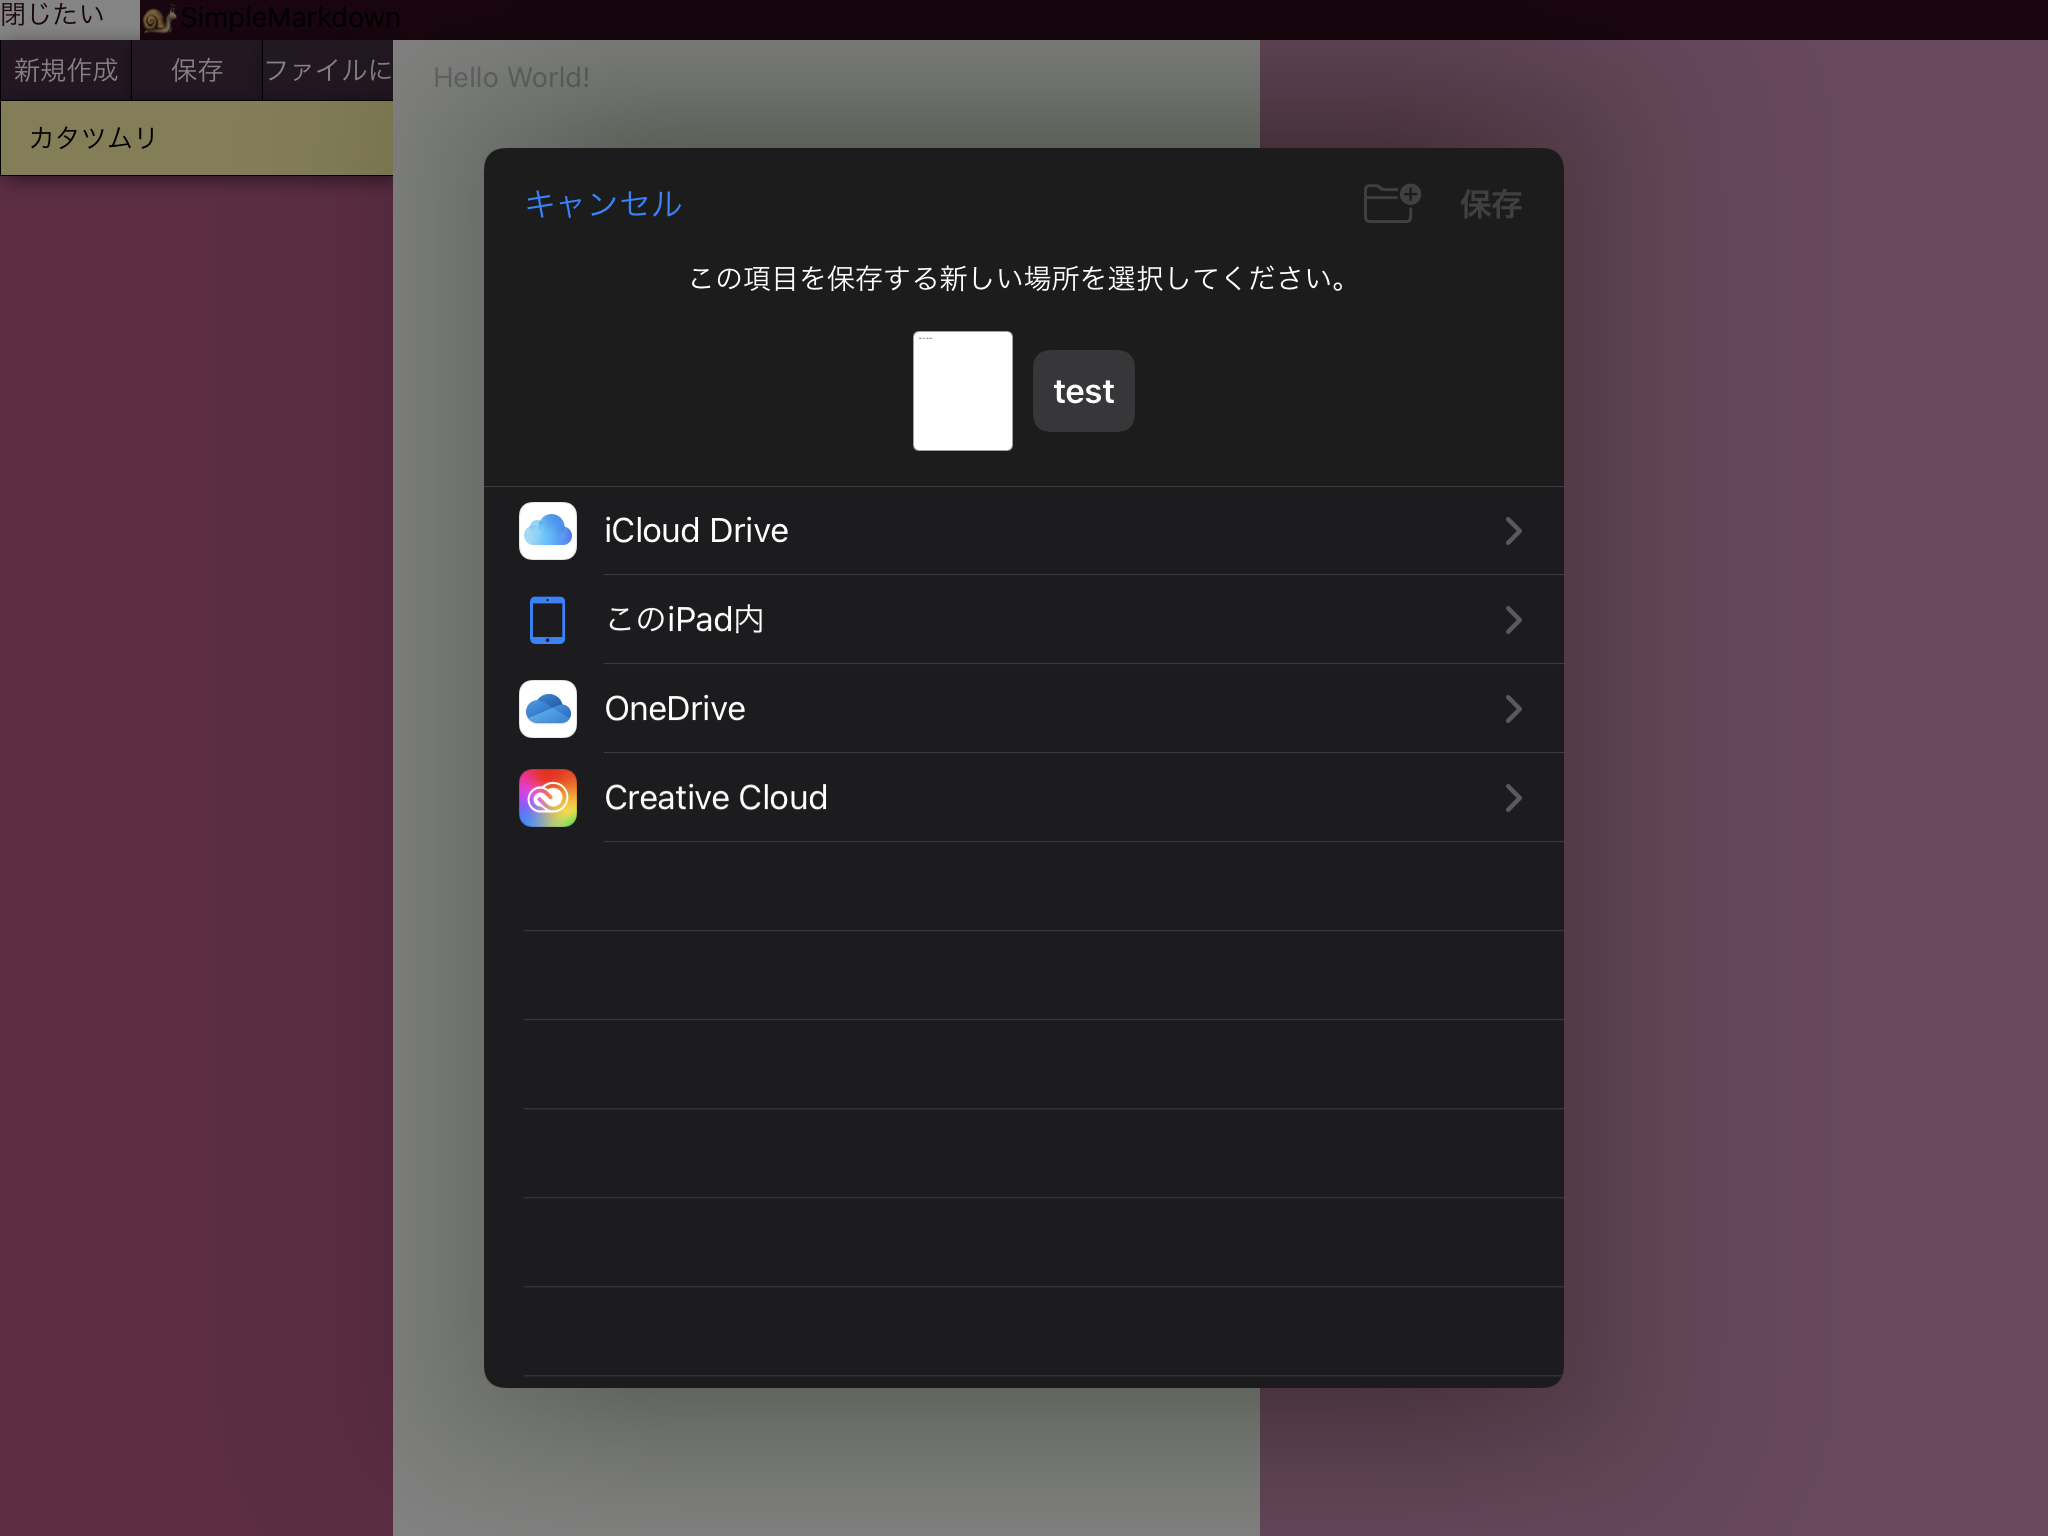 閉じたい
SimpleMarkdown
新規作成 保存 ファイルに
カタツムリ
Hello World!
キャンセル
保存
この項目を保存する新しい場所を選択してください。
test
iCloud Drive
このiPad内
OneDrive
Creative Cloud